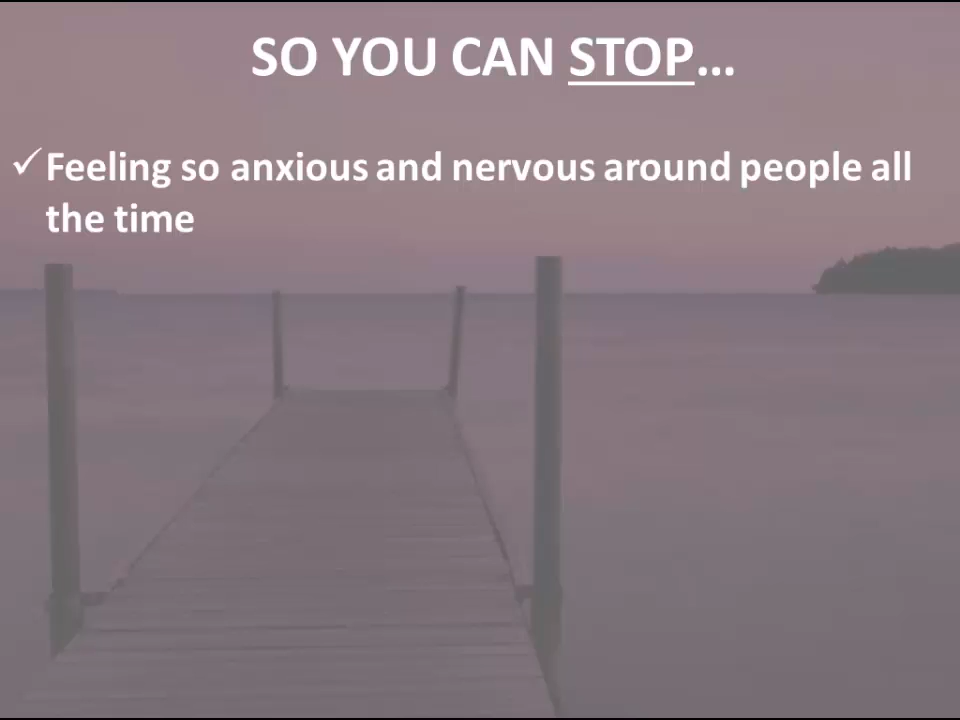 SO YOU CAN STOP...
✓Feeling so anxious and nervous around people all
the time